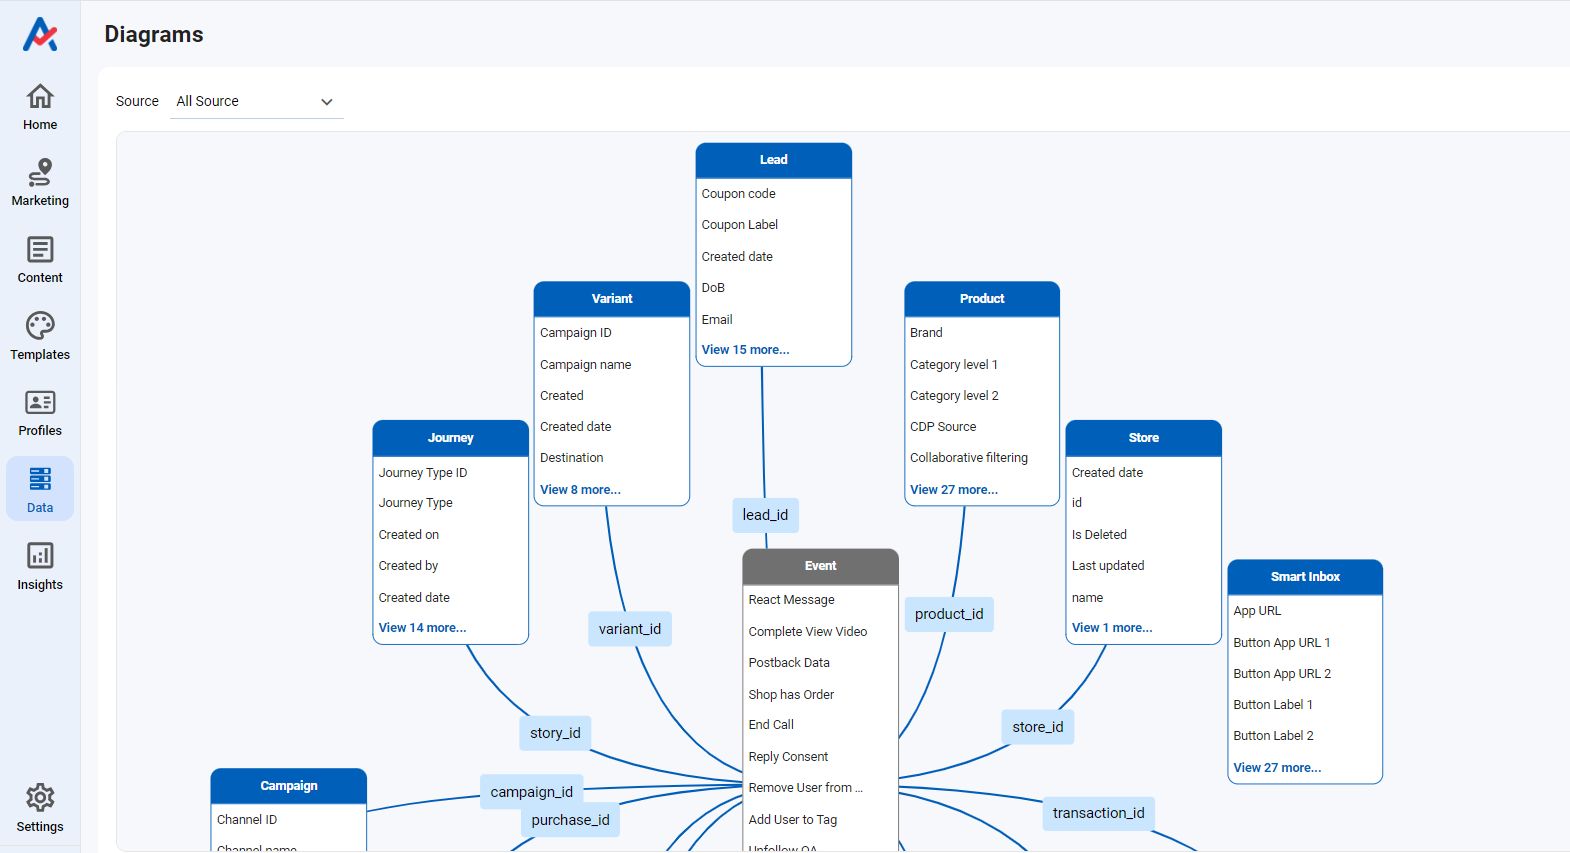 Diagrams
Home
Marketing
Content
Templates
Profiles
Data
Insights
Settings
Source All Source
Lead
Coupon code
Coupon Label
Created date
DoB
Email
View 15 more...
Variant
Campaign ID
Campaign name
Created
Created date
Destination
View 8 more...
Product
Brand
Category level 1
Category level 2
CDP Source
Collaborative filtering
View 27 more...
Journey
Journey Type ID
Journey Type
Created on
Created by
Created date
View 14 more...
Store
Created date
id
Is Deleted
Last updated
name
View 1 more...
Smart Inbox
App URL
Button App URL 1
Button App URL 2
Button Label 1
Button Label 2
View 27 more...
lead_id
variant_id
product_id
story_id
store_id
campaign_id
purchase_id
transaction_id
Event
React Message
Complete View Video
Postback Data
Shop has Order
End Call
Reply Consent
Remove User from ...
Add User to Tag
Unfollow OA
Campaign
Channel ID
Channel name